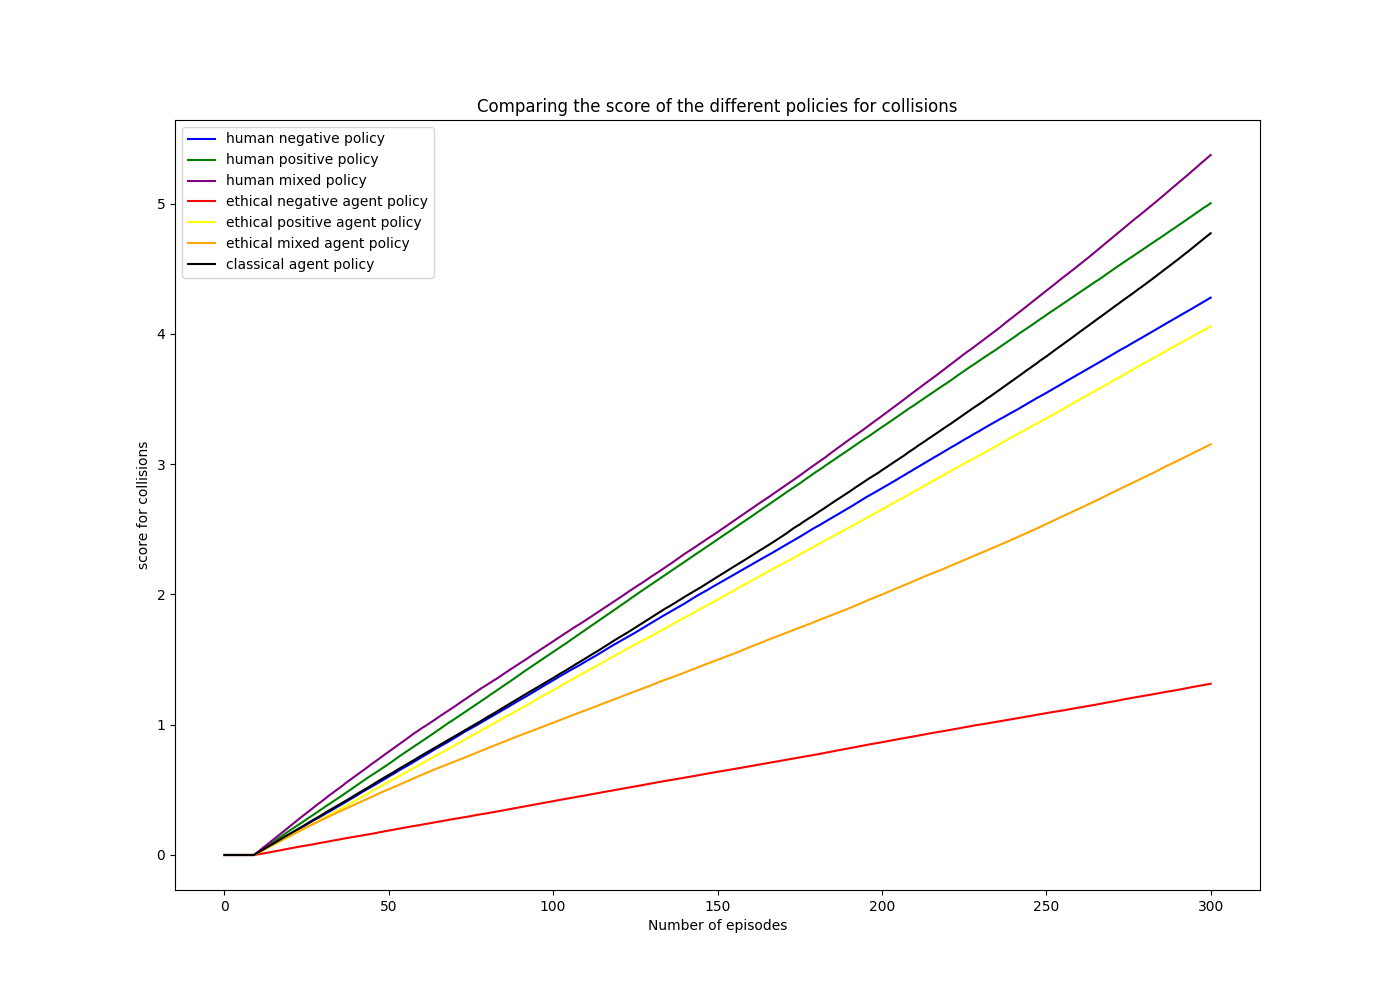 Comparing the score of the different policies for collisions
human negative policy
human positive policy
human mixed policy
ethical negative agent policy
ethical positive agent policy
ethical mixed agent policy
classical agent policy
score for collisions
5
4
3
2
1
0
0 50 100 150 200 250 300
Number of episodes